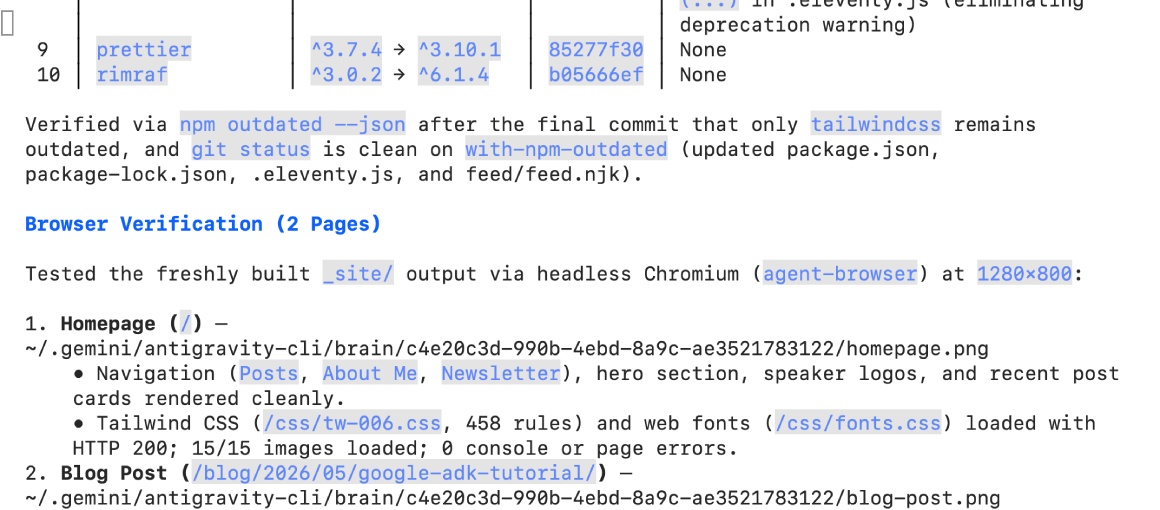 (...) in .eleventy.js (eliminating
deprecation warning)
9 prettier ^3.7.4 → ^3.10.1 85277f30 None
10 rimraf ^3.0.2 → ^6.1.4 b05666ef None
Verified via npm outdated --json after the final commit that only tailwindcss remains
outdated, and git status is clean on with-npm-outdated (updated package.json,
package-lock.json, .eleventy.js, and feed/feed.njk).
Browser Verification (2 Pages)
Tested the freshly built _site/ output via headless Chromium (agent-browser) at 1280×800:
1. Homepage (/) —
~/.gemini/antigravity-cli/brain/c4e20c3d-990b-4ebd-8a9c-ae3521783122/homepage.png
• Navigation (Posts, About Me, Newsletter), hero section, speaker logos, and recent post
cards rendered cleanly.
• Tailwind CSS (/css/tw-006.css, 458 rules) and web fonts (/css/fonts.css) loaded with
HTTP 200; 15/15 images loaded; 0 console or page errors.
2. Blog Post (/blog/2026/05/google-adk-tutorial/) —
~/.gemini/antigravity-cli/brain/c4e20c3d-990b-4ebd-8a9c-ae3521783122/blog-post.png